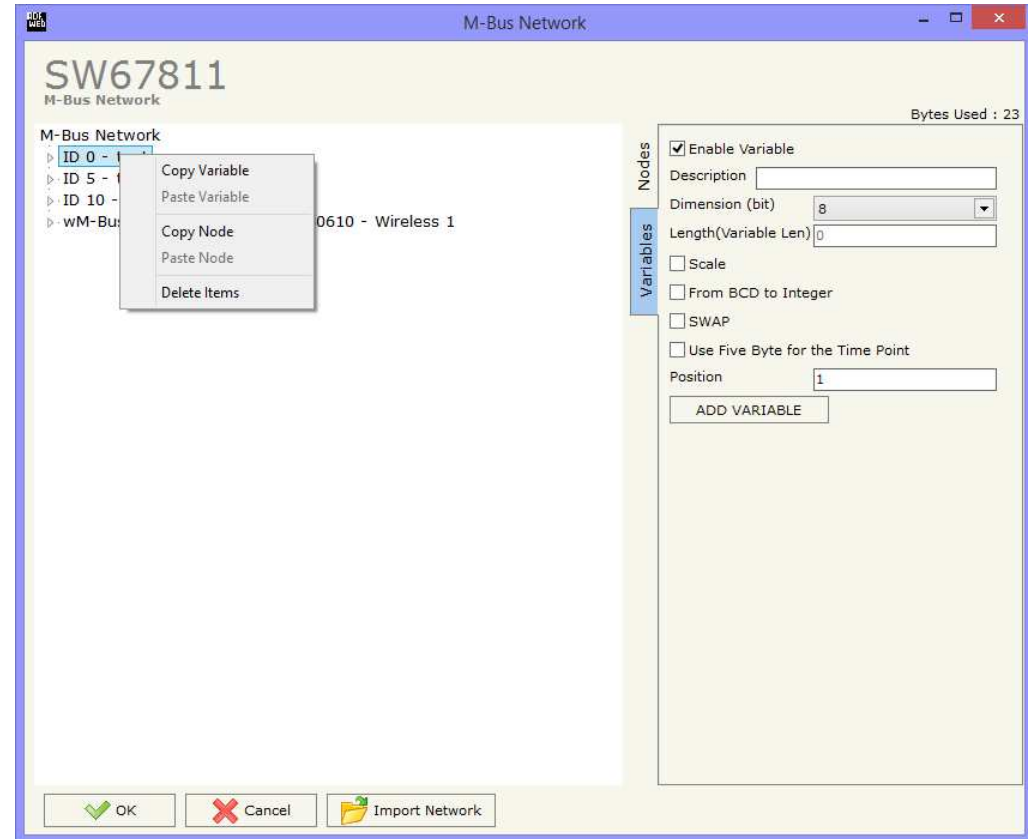 ADF
WEB
M-Bus Network
SW67811
M-Bus Network
Bytes Used : 23
M-Bus Network
ID 0 -
ID 5 -
ID 10 -
wM-Bus 0610 - Wireless 1
Copy Variable
Paste Variable
Copy Node
Paste Node
Delete Items
Nodes
Variables
Enable Variable
Description
Dimension (bit) 8
Length(Variable Len) 0
Scale
From BCD to Integer
SWAP
Use Five Byte for the Time Point
Position 1
ADD VARIABLE
OK
Cancel
Import Network